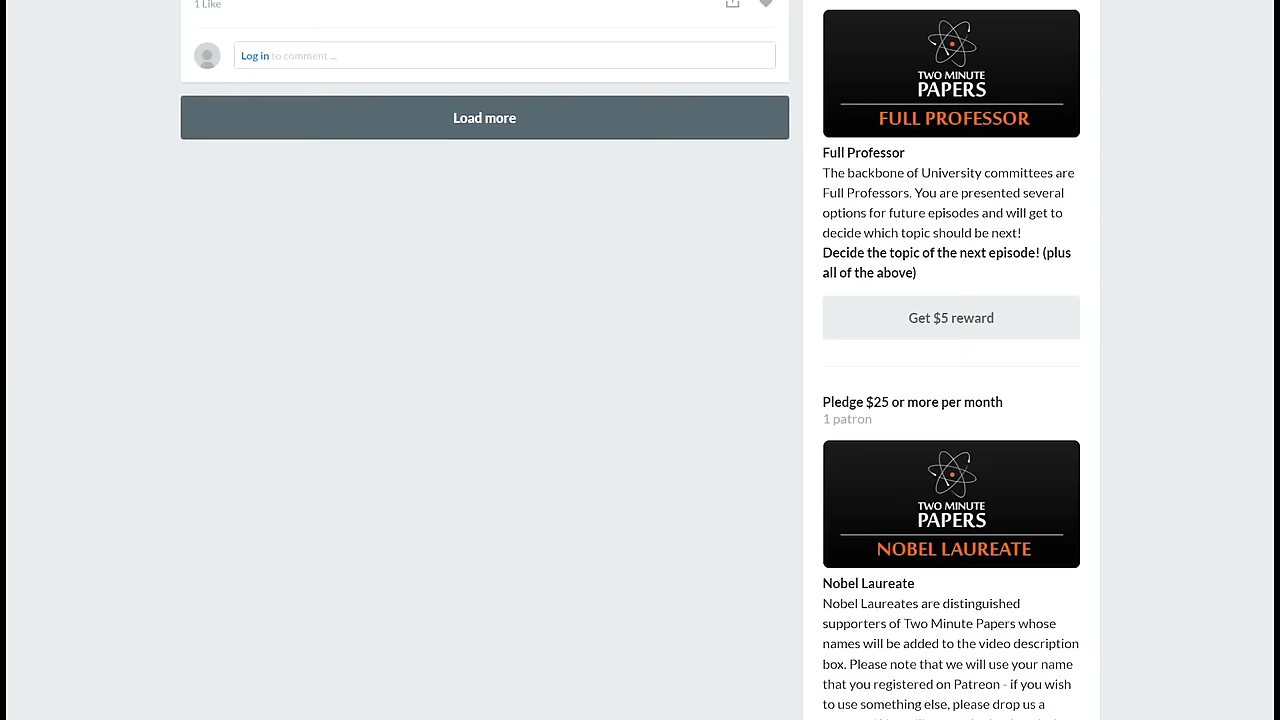 1 Like
Log in to comment ...
Load more
TWO MINUTE
PAPERS
FULL PROFESSOR
Full Professor
The backbone of University committees are
Full Professors. You are presented several
options for future episodes and will get to
decide which topic should be next!
Decide the topic of the next episode! (plus
all of the above)
Get $5 reward
Pledge $25 or more per month
1 patron
TWO MINUTE
PAPERS
NOBEL LAUREATE
Nobel Laureate
Nobel Laureates are distinguished
supporters of Two Minute Papers whose
names will be added to the video description
box. Please note that we will use your name
that you registered on Patreon - if you wish
to use something else, please drop us a